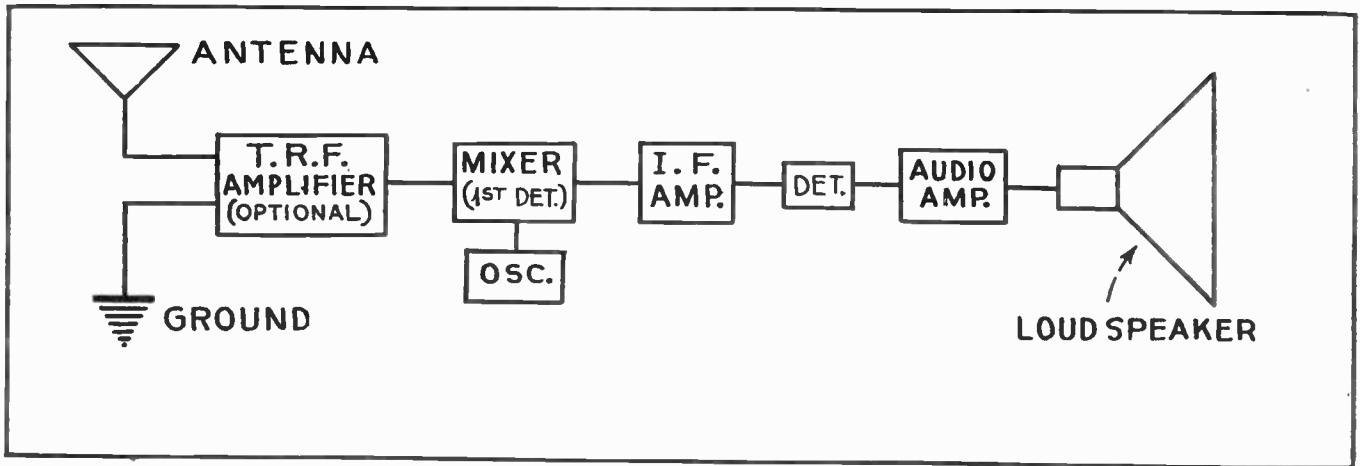 ANTENNA
T.R.F.
AMPLIFIER
(OPTIONAL)
MIXER
(1ST DET.)
I.F.
AMP.
DET.
AUDIO
AMP.
OSC.
GROUND
LOUD SPEAKER